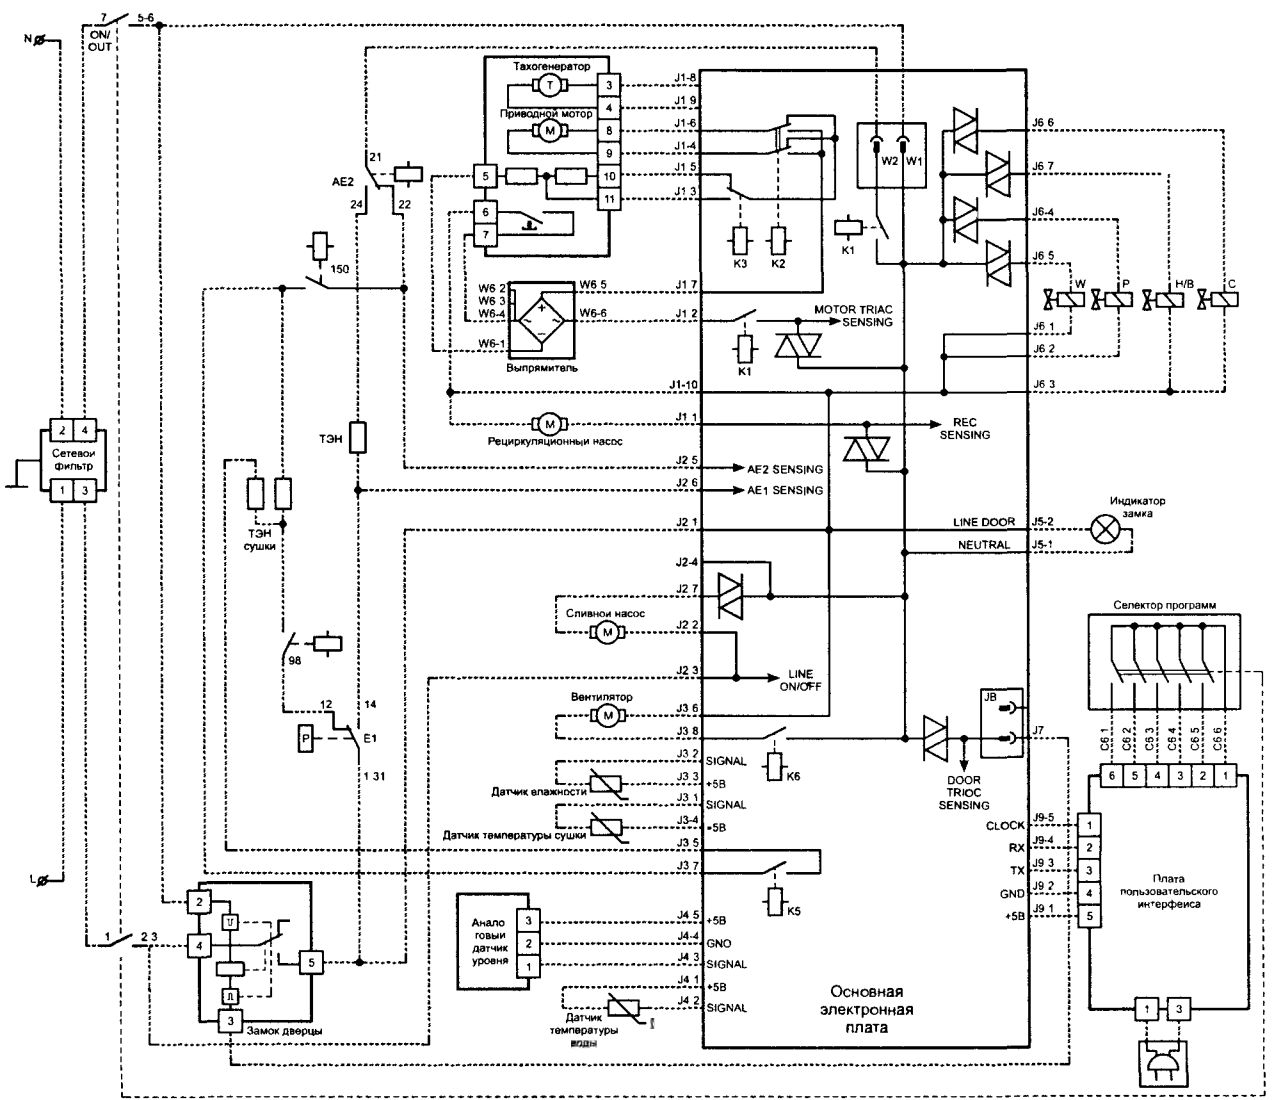 7
5-6
N
ON/
OUT
Тахогенератор
Т
3
J1-8
4
J1 9
Приводной мотор
М
8
J1-6
9
J1-4
10
J1 5
11
J1 3
5
6
7
21
AE2
24
22
150
W2
W1
K1
K3
K2
J6 6
J6 7
J6-4
J6 5
W
P
H/B
C
W6 2
W6 3
W6-4
W6-1
W6 5
W6-6
+
~
~
−
Выпрямитель
J1 7
J1 2
K1
MOTOR TRIAC
SENSING
J6 1
J6 2
J6 3
J1-10
J1 1
М
Рециркуляционный насос
REC
SENSING
2
4
Сетевои
фильтр
1
3
ТЭН
J2 5
AE2 SENSING
J2 6
AE1 SENSING
ТЭН
сушки
J2 1
LINE DOOR
J5-2
NEUTRAL
J5-1
Индикатор
замка
J2-4
J2 7
Сливнои насос
М
J2 2
J2 3
LINE
ON/OFF
98
12
14
P
E1
1 31
Вентилятор
М
J3 6
J3 8
K6
J3 2
SIGNAL
J3 3
+5В
Датчик влажности
J3 1
SIGNAL
J3-4
+5В
Датчик температуры сушки
J3 5
J3 7
K5
JB
J7
DOOR
TRIOC
SENSING
Селектор программ
C6 1
C6 2
C6 3
C6 4
C6 5
C6 6
6
5
4
3
2
1
CLOCK
J9-5
1
RX
J9-4
2
TX
J9 3
3
GND
J9 2
4
+5В
J9 1
5
Плата
пользовательского
интерфеиса
1
3
L
1
2 3
2
4
5
3
Замок дверцы
Анало
говыи
датчик
уровня
3
2
1
J4 5
+5В
J4-4
GNO
J4 3
SIGNAL
J4 1
+5В
J4 2
SIGNAL
Датчик
температуры
воды
Основная
электронная
плата